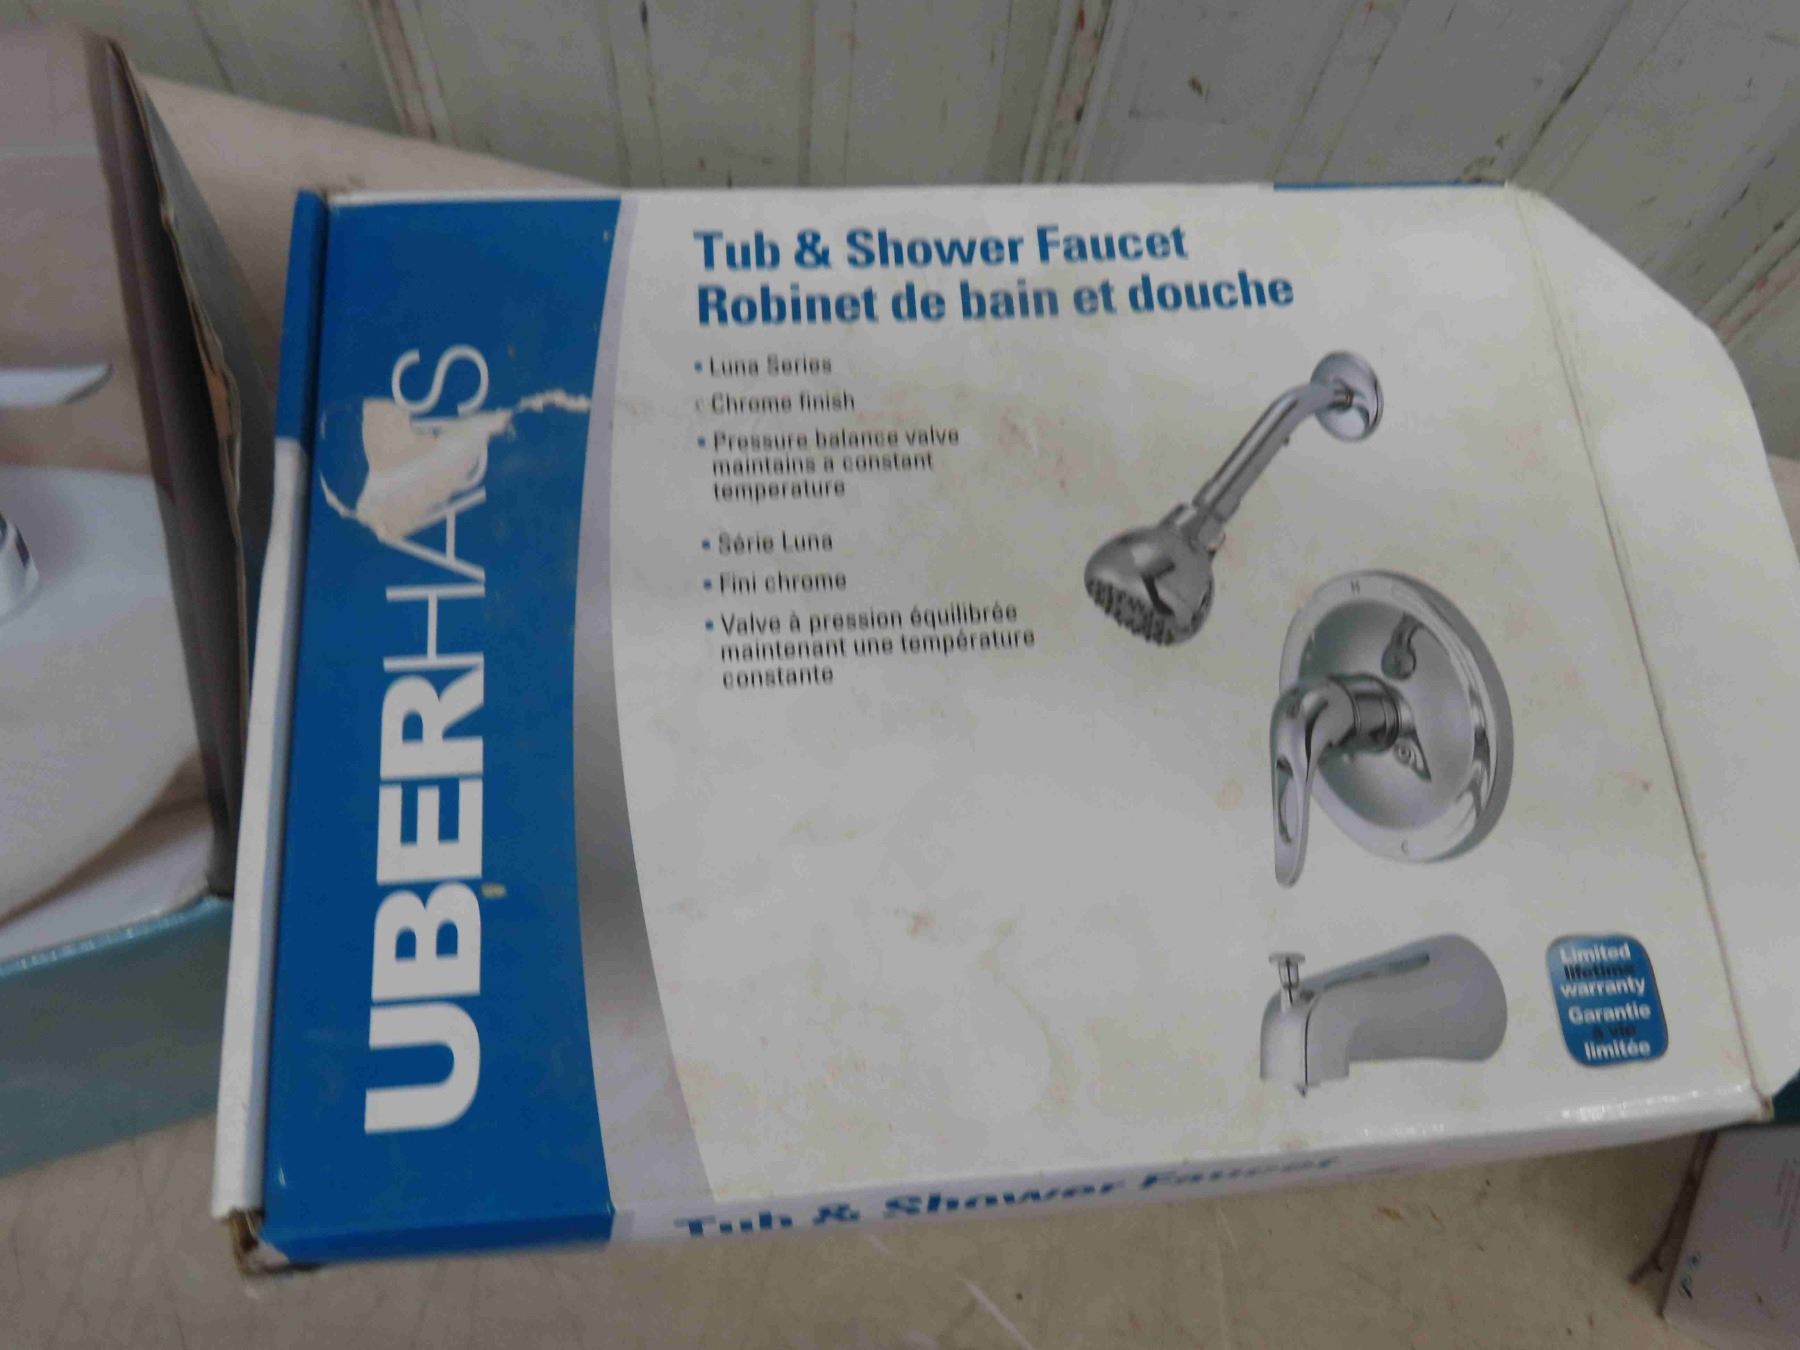 UBERHAUS
Tub & Shower Faucet
Robinet de bain et douche
• Luna Series
• Chrome finish
• Pressure balance valve
maintains a constant
temperature
• Série Luna
• Fini chrome
• Valve à pression équilibrée
maintenant une température
constante
H
C
Limited
lifetime
warranty
Garantie
à vie
limitée
Tub & Shower Faucet